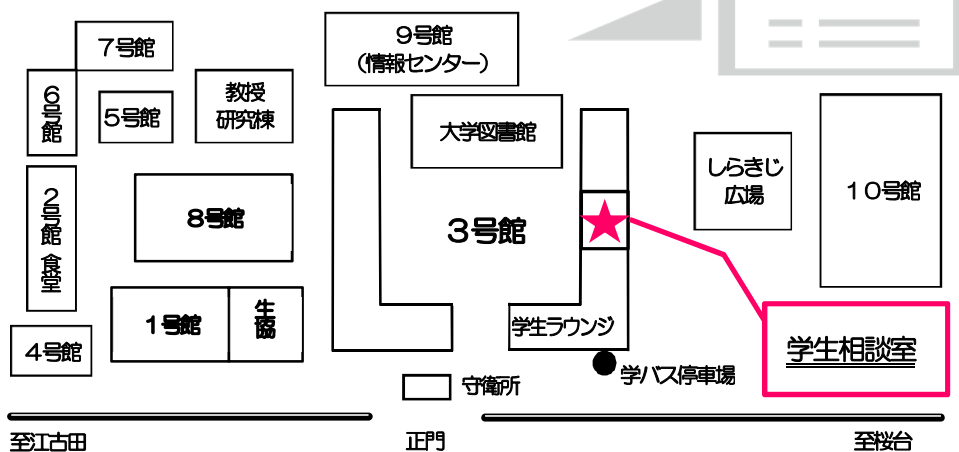 7号館
9号館
（情報センター）
6号館
5号館
教授
研究棟
大学図書館
しらきじ
広場
10号館
2号館 食堂
8号館
3号館
1号館
生協
学生ラウンジ
4号館
学生相談室
学バス停車場
守衛所
至江古田
正門
至桜台